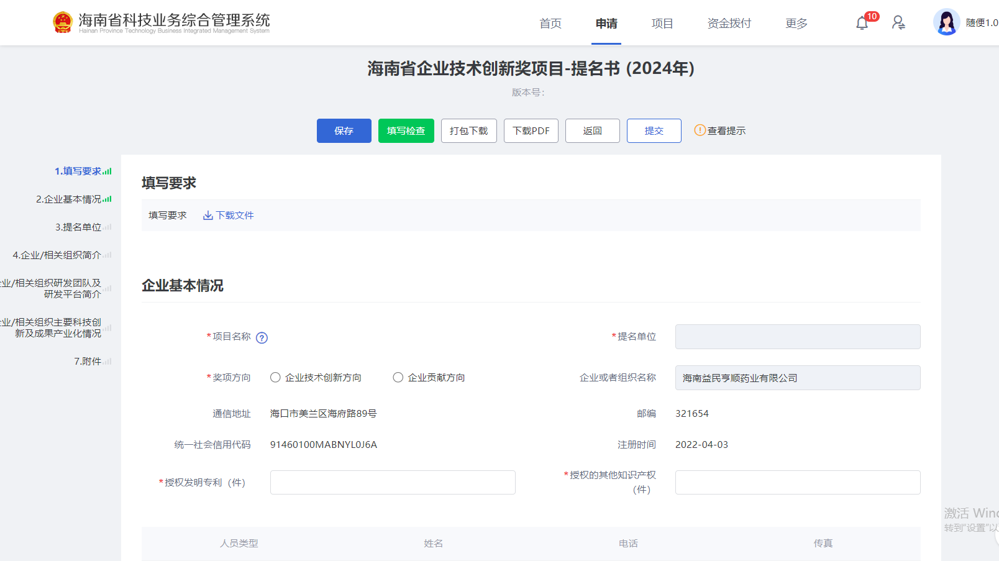 海南省科技业务综合管理系统
Hainan Province Technology Business Integrated Management System
首页
申请
项目
资金拨付
更多
10
随便1.0
海南省企业技术创新奖项目-提名书 (2024年)
版本号：
保存
填写检查
打包下载
下载PDF
返回
提交
查看提示
1.填写要求
2.企业基本情况
3.提名单位
4.企业/相关组织简介
业/相关组织研发团队及
研发平台简介
业/相关组织主要科技创
新及成果产业化情况
7.附件
填写要求
填写要求
下载文件
企业基本情况
*项目名称 ?
*提名单位
*奖项方向
企业技术创新方向
企业贡献方向
企业或者组织名称
海南益民亨顺药业有限公司
通信地址
海口市美兰区海府路89号
邮编
321654
统一社会信用代码
91460100MABNYL0J6A
注册时间
2022-04-03
*授权发明专利（件）
*授权的其他知识产权
（件）
人员类型
姓名
电话
传真
激活 Wind
转到"设置"以